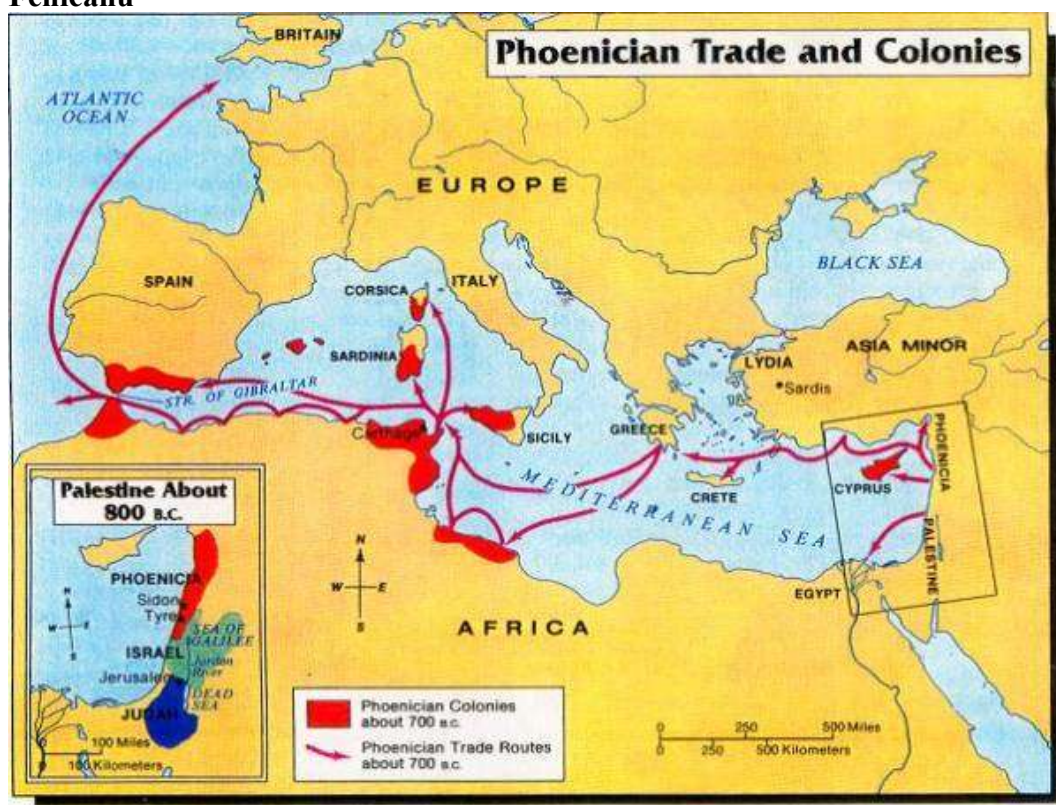 Phoenician Trade and Colonies
BRITAIN
ATLANTIC
OCEAN
EUROPE
SPAIN
CORSICA
ITALY
BLACK SEA
SARDINIA
LYDIA
ASIA MINOR
Sardis
STR. OF GIBRALTAR
Carthage
SICILY
GREECE
PHOENICIA
MEDITERRANEAN SEA
CRETE
CYPRUS
PALESTINE
EGYPT
AFRICA
N
W
E
S
Palestine About
800 B.C.
PHOENICIA
Sidon
Tyre
SEA OF
GALILEE
ISRAEL
Jordan
River
Jerusalem
DEAD
SEA
JUDAH
N
W
E
S
0 100 Miles
0 100 Kilometers
Phoenician Colonies
about 700 B.C.
Phoenician Trade Routes
about 700 B.C.
0 250 500 Miles
0 250 500 Kilometers